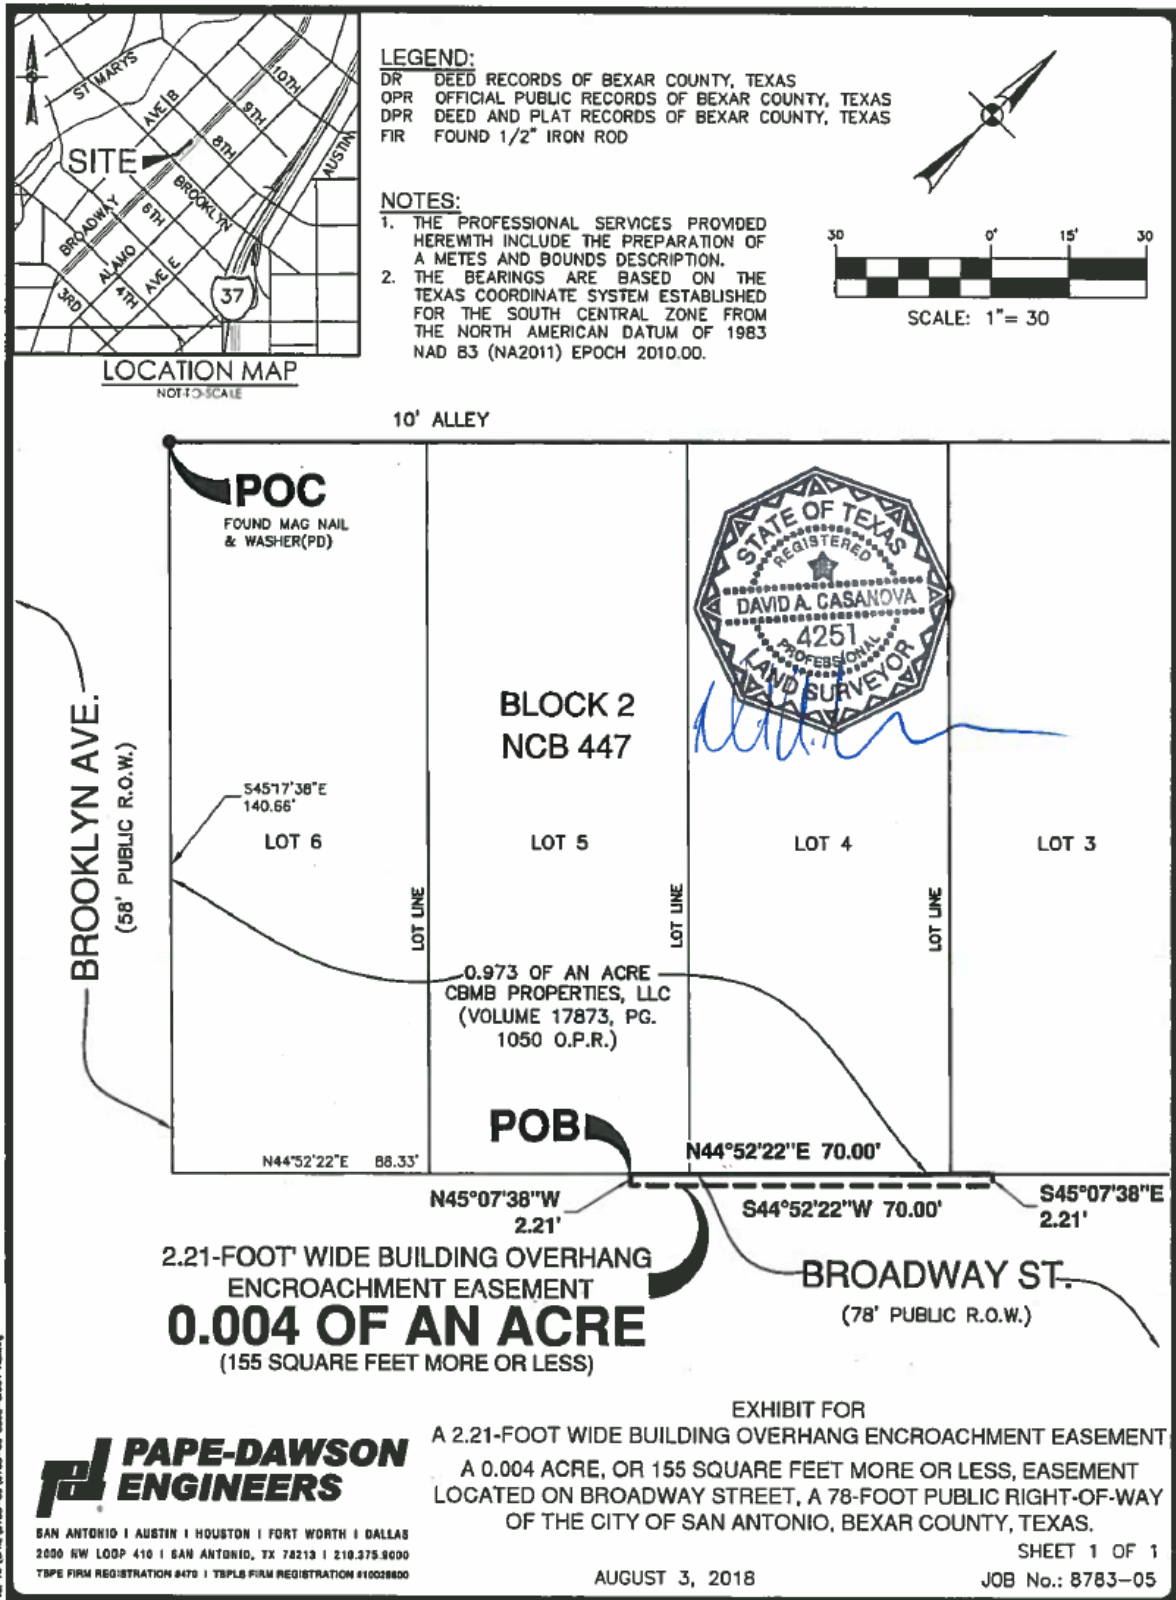 ST MARYS
AVE B
10TH
9TH
8TH
AUSTIN
SITE
BROOKLYN
BROADWAY
6TH
ALAMO
AVE E
4TH
3RD
37
LOCATION MAP
NOT-TO-SCALE
LEGEND:
DR DEED RECORDS OF BEXAR COUNTY, TEXAS
OPR OFFICIAL PUBLIC RECORDS OF BEXAR COUNTY, TEXAS
DPR DEED AND PLAT RECORDS OF BEXAR COUNTY, TEXAS
FIR FOUND 1/2" IRON ROD
NOTES:
1. THE PROFESSIONAL SERVICES PROVIDED
HEREWITH INCLUDE THE PREPARATION OF
A METES AND BOUNDS DESCRIPTION.
2. THE BEARINGS ARE BASED ON THE
TEXAS COORDINATE SYSTEM ESTABLISHED
FOR THE SOUTH CENTRAL ZONE FROM
THE NORTH AMERICAN DATUM OF 1983
NAD 83 (NA2011) EPOCH 2010.00.
30 0' 15' 30
SCALE: 1"= 30
10' ALLEY
POC
FOUND MAG NAIL
& WASHER(PD)
STATE OF TEXAS
REGISTERED
DAVID A. CASANOVA
4251
PROFESSIONAL
LAND SURVEYOR
BLOCK 2
NCB 447
BROOKLYN AVE.
(58' PUBLIC R.O.W.)
S45°17'38"E
140.66'
LOT 6
LOT 5
LOT 4
LOT 3
LOT LINE
LOT LINE
LOT LINE
0.973 OF AN ACRE
CBMB PROPERTIES, LLC
(VOLUME 17873, PG.
1050 O.P.R.)
POB
N44°52'22"E 88.33'
N44°52'22"E 70.00'
N45°07'38"W
2.21'
S44°52'22"W 70.00'
S45°07'38"E
2.21'
2.21-FOOT' WIDE BUILDING OVERHANG
ENCROACHMENT EASEMENT
0.004 OF AN ACRE
(155 SQUARE FEET MORE OR LESS)
BROADWAY ST.
(78' PUBLIC R.O.W.)
EXHIBIT FOR
A 2.21-FOOT WIDE BUILDING OVERHANG ENCROACHMENT EASEMENT
A 0.004 ACRE, OR 155 SQUARE FEET MORE OR LESS, EASEMENT
LOCATED ON BROADWAY STREET, A 78-FOOT PUBLIC RIGHT-OF-WAY
OF THE CITY OF SAN ANTONIO, BEXAR COUNTY, TEXAS.
PAPE-DAWSON
ENGINEERS
SAN ANTONIO I AUSTIN I HOUSTON I FORT WORTH I DALLAS
2000 NW LOOP 410 I SAN ANTONIO, TX 78213 I 210.375.9000
TBPE FIRM REGISTRATION #470 I TBPLS FIRM REGISTRATION #10028800
AUGUST 3, 2018
SHEET 1 OF 1
JOB No.: 8783-05